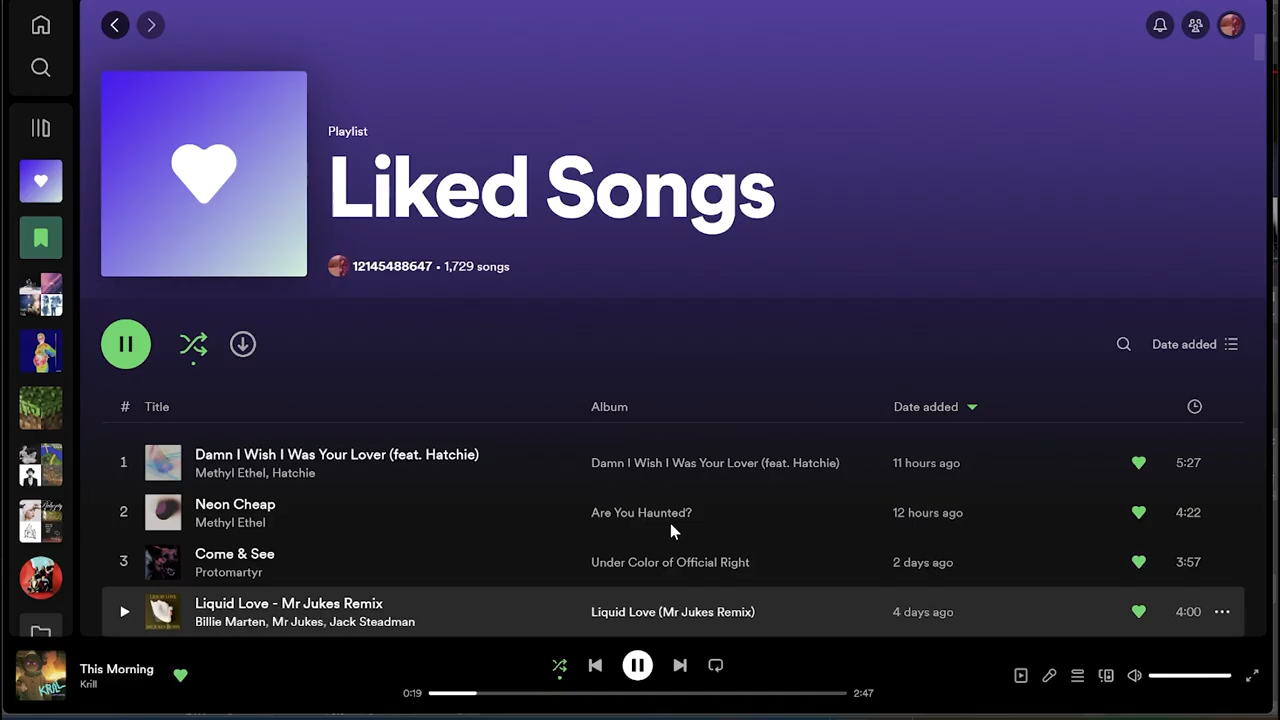 Playlist
Liked Songs
12145488647 • 1,729 songs
Date added
# Title Album Date added
1 Damn I Wish I Was Your Lover (feat. Hatchie) Damn I Wish I Was Your Lover (feat. Hatchie) 11 hours ago 5:27
Methyl Ethel, Hatchie
2 Neon Cheap Are You Haunted? 12 hours ago 4:22
Methyl Ethel
3 Come & See Under Color of Official Right 2 days ago 3:57
Protomartyr
Liquid Love - Mr Jukes Remix Liquid Love (Mr Jukes Remix) 4 days ago 4:00
Billie Marten, Mr Jukes, Jack Steadman
This Morning
Krill
0:19 2:47